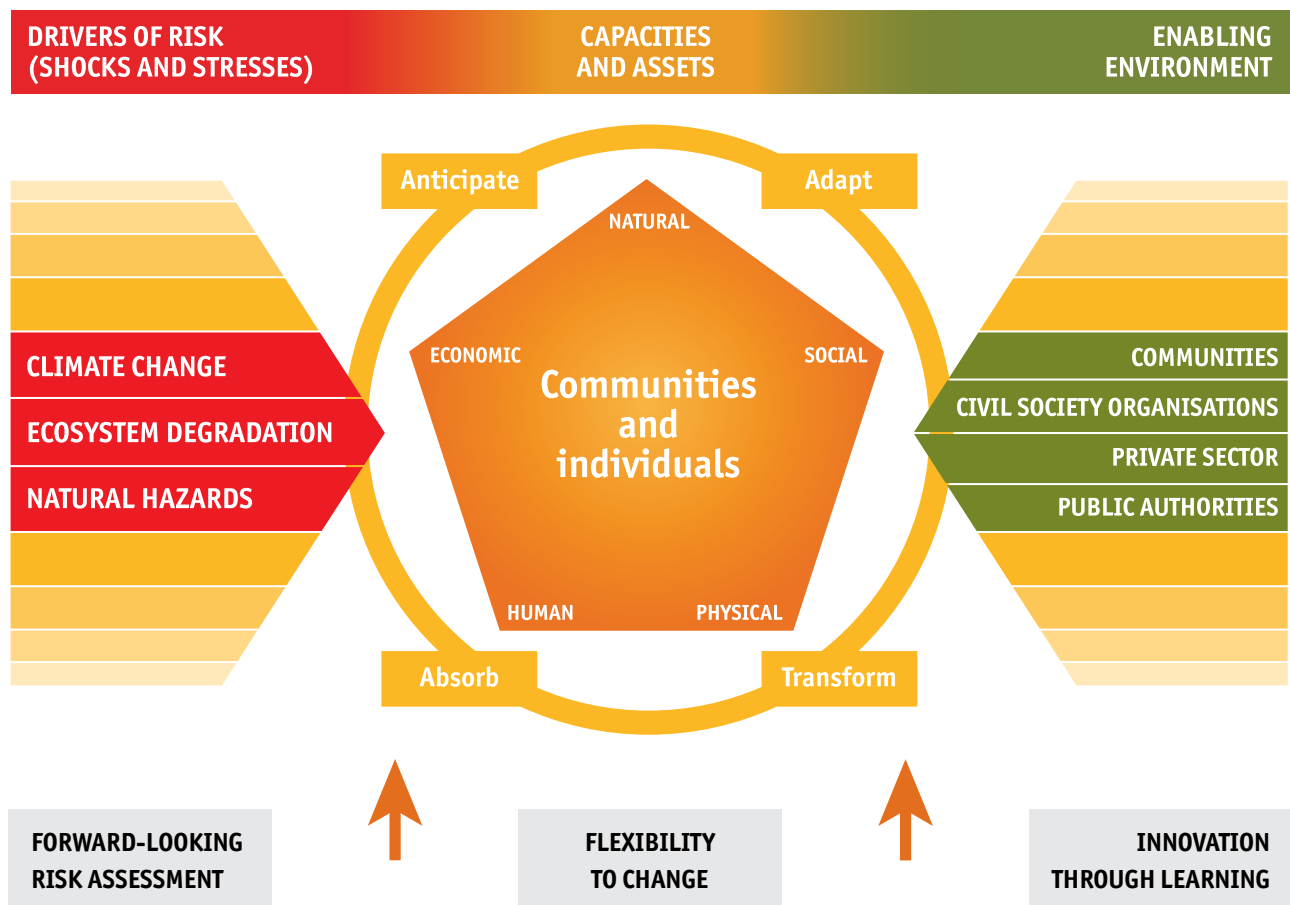 DRIVERS OF RISK
(SHOCKS AND STRESSES)
CAPACITIES
AND ASSETS
ENABLING
ENVIRONMENT
Anticipate
Adapt
NATURAL
ECONOMIC
SOCIAL
Communities
and
individuals
HUMAN
PHYSICAL
CLIMATE CHANGE
ECOSYSTEM DEGRADATION
NATURAL HAZARDS
COMMUNITIES
CIVIL SOCIETY ORGANISATIONS
PRIVATE SECTOR
PUBLIC AUTHORITIES
Absorb
Transform
FORWARD-LOOKING
RISK ASSESSMENT
FLEXIBILITY
TO CHANGE
INNOVATION
THROUGH LEARNING